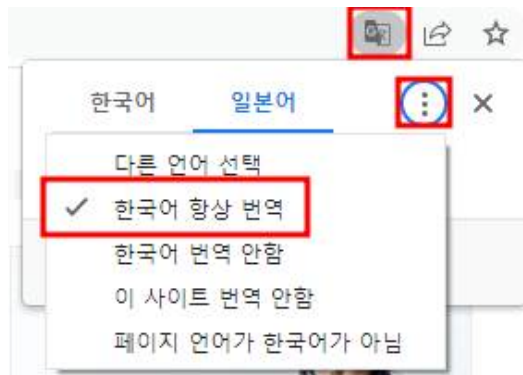 한국어 일본어
다른 언어 선택
한국어 항상 번역
한국어 번역 안함
이 사이트 번역 안함
페이지 언어가 한국어가 아님